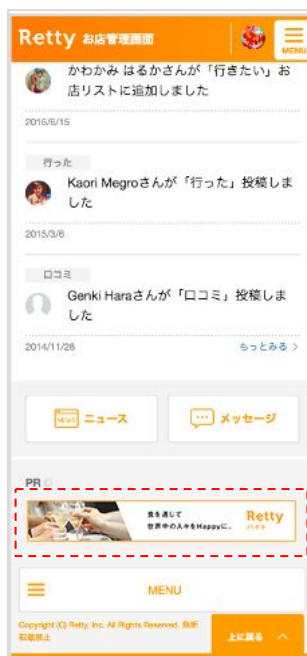 Retty お店管理画面
MENU
かわかみ はるかさんが「行きたい」お
店リストに追加しました
2016/6/15
行った
Kaori Megroさんが「行った」投稿しま
した
2015/3/6
口コミ
Genki Haraさんが「口コミ」投稿しま
した
2014/11/26
もっとみる >
NEWS ニュース
メッセージ
PR
食を通じて
世界中の人々をHappyに。
Retty
バイト
MENU
Copyright (C) Retty, Inc. All Rights Reserved. 無断
転載禁止
上に戻る